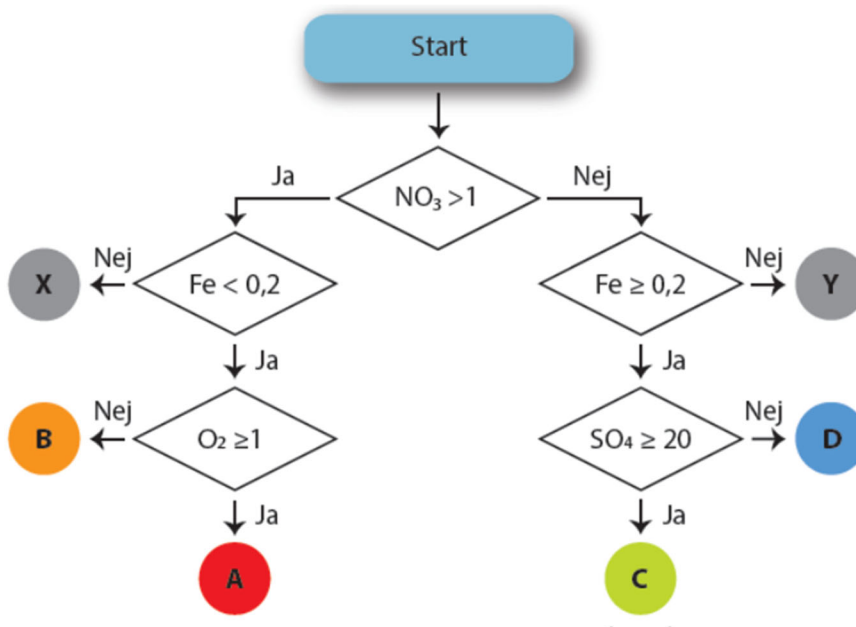 Start
Ja
NO₃ >1
Nej
X
Nej
Fe < 0,2
Fe ≥ 0,2
Nej
Y
Ja
Ja
B
Nej
O₂ ≥1
SO₄ ≥ 20
Nej
D
Ja
Ja
A
C